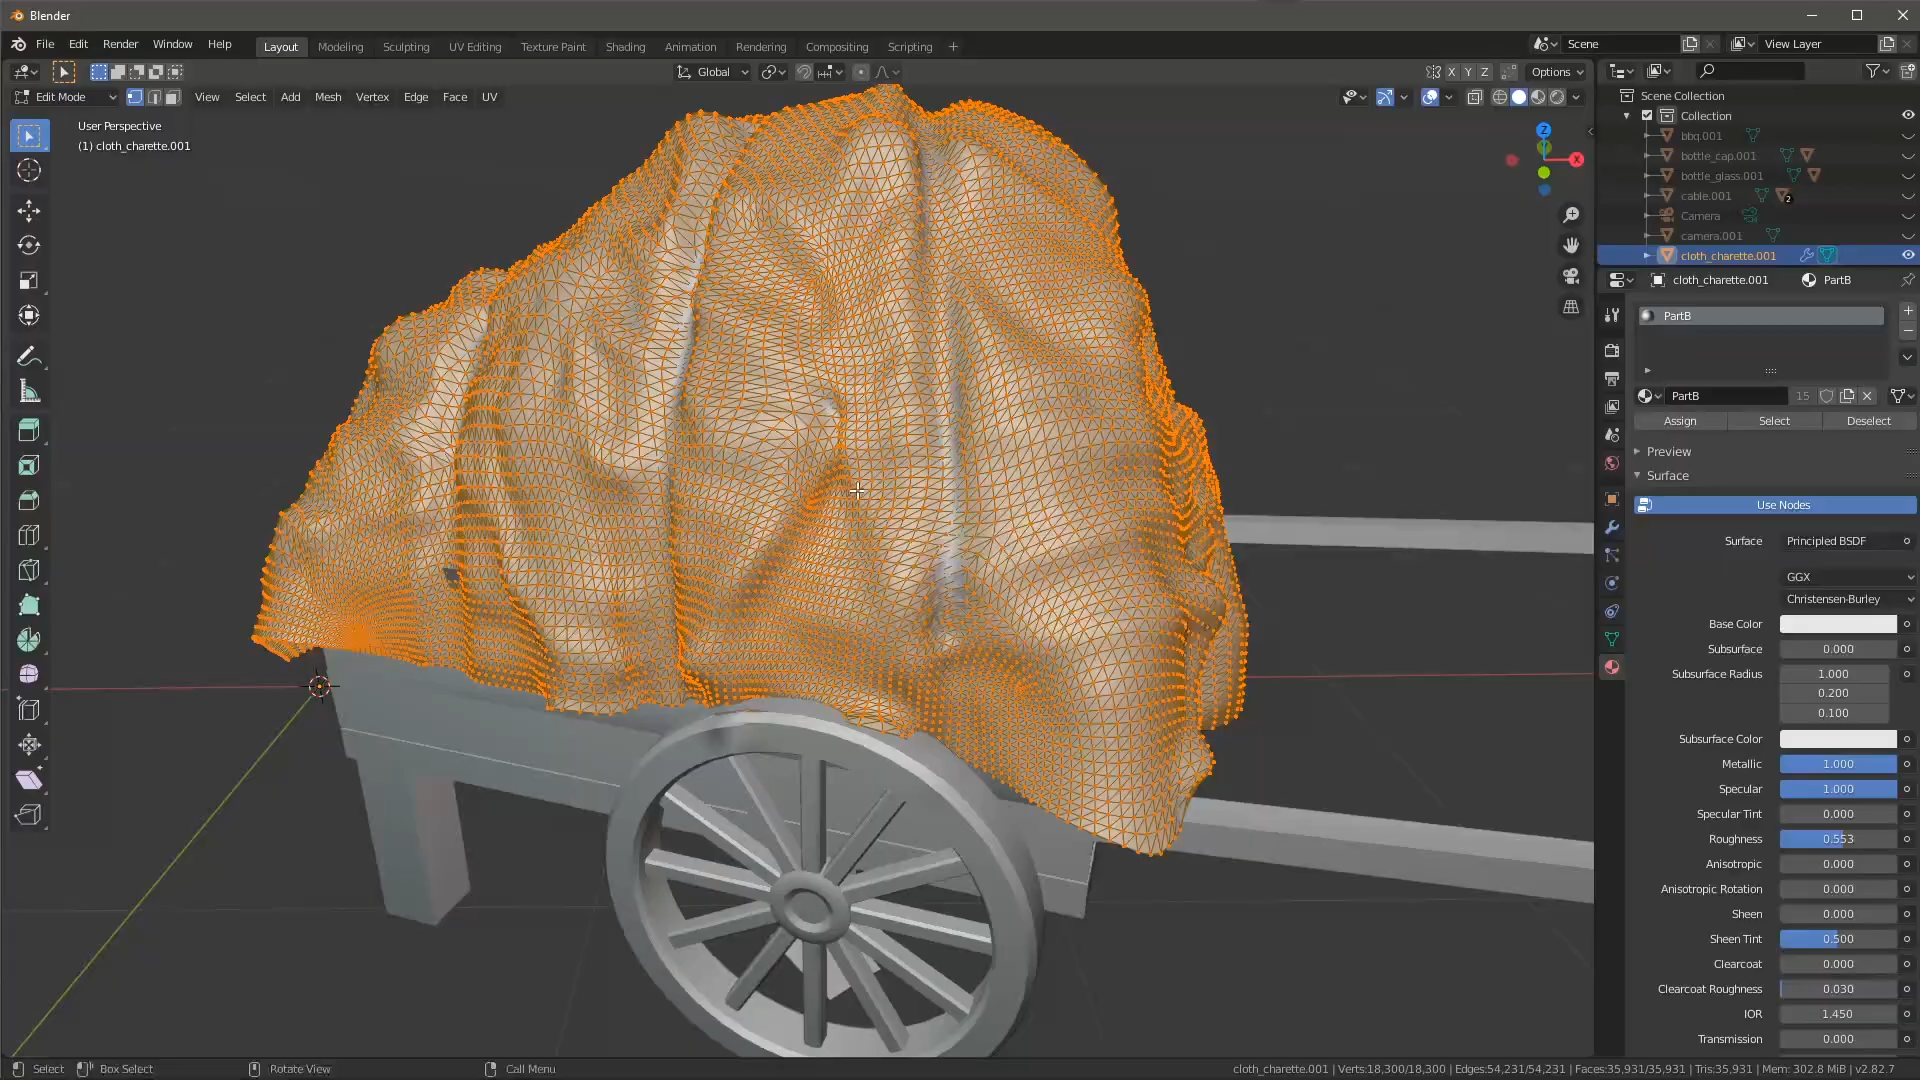 Blender
File Edit Render Window Help
Layout Modeling Sculpting UV Editing Texture Paint Shading Animation Rendering Compositing Scripting +
Scene
View Layer
Global
X Y Z
Options
Edit Mode
View Select Add Mesh Vertex Edge Face UV
User Perspective
(1) cloth_charette.001
Z
X
Scene Collection
Collection
bbq.001
bottle_cap.001
bottle_glass.001
cable.001
2
Camera
camera.001
cloth_charette.001
cloth_charette.001 PartB
PartB
PartB 15
Assign Select Deselect
Preview
Surface
Use Nodes
Surface Principled BSDF
GGX
Christensen-Burley
Base Color
Subsurface 0.000
Subsurface Radius 1.000
0.200
0.100
Subsurface Color
Metallic 1.000
Specular 1.000
Specular Tint 0.000
Roughness 0.553
Anisotropic 0.000
Anisotropic Rotation 0.000
Sheen 0.000
Sheen Tint 0.500
Clearcoat 0.000
Clearcoat Roughness 0.030
IOR 1.450
Transmission 0.000
Select Box Select Rotate View Call Menu
cloth_charette.001 | Verts:18,300/18,300 | Edges:54,231/54,231 | Faces:35,931/35,931 | Tris:35,931 | Mem: 302.8 MiB | v2.82.7